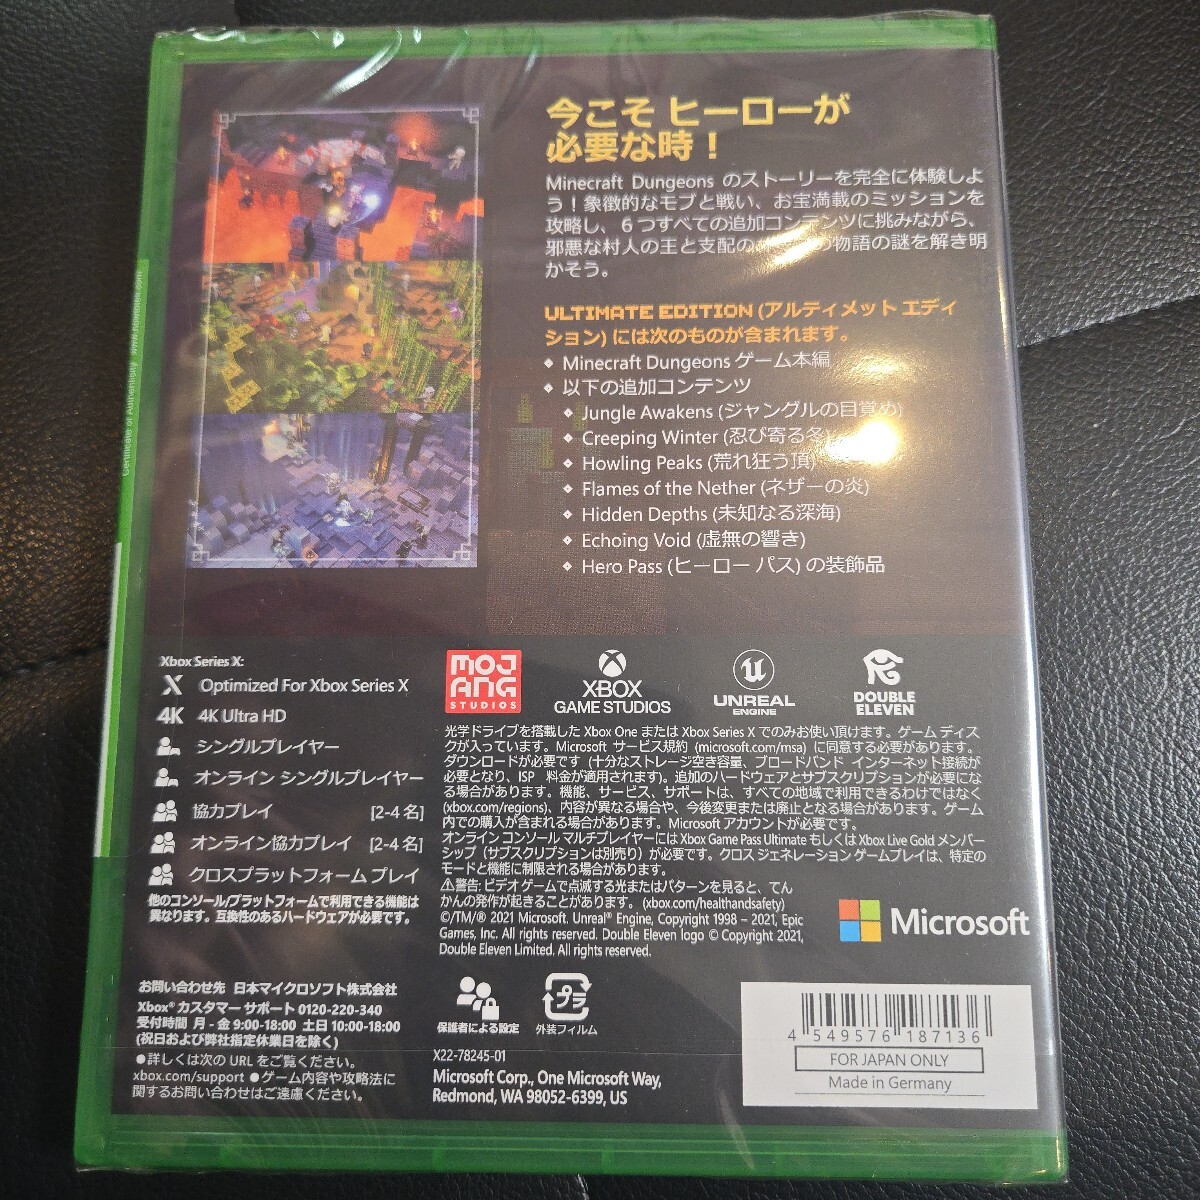 今こそ ヒーローが
必要な時！
Minecraft Dungeons のストーリーを完全に体験しよ
う！象徴的なモブと戦い、お宝満載のミッションを
攻略し、6 つすべての追加コンテンツに挑みながら、
邪悪な村人の王と支配の 物語の謎を解き明
かそう。
ULTIMATE EDITION (アルティメット エディ
ション) には次のものが含まれます。
Minecraft Dungeons ゲーム本編
以下の追加コンテンツ
Jungle Awakens (ジャングルの目覚め)
Creeping Winter (忍び寄る冬
Howling Peaks (荒れ狂う頂)
Flames of the Nether (ネザーの炎)
Hidden Depths (未知なる深海)
Echoing Void (虚無の響き)
Hero Pass (ヒーロー パス) の装飾品
Certificate of Authenticity
Xbox Series X:
X Optimized For Xbox Series X
4K 4K Ultra HD
シングルプレイヤー
オンライン シングルプレイヤー
協力プレイ [2-4 名]
オンライン協力プレイ [2-4 名]
クロスプラットフォーム プレイ
他のコンソール/プラットフォームで利用できる機能は
異なります。互換性のあるハードウェアが必要です。
MOJ
ANG
STUDIOS
XBOX
GAME STUDIOS
UNREAL
ENGINE
DOUBLE
ELEVEN
光学ドライブを搭載した Xbox One または Xbox Series X でのみお使い頂けます。ゲーム ディス
クが入っています。Microsoft サービス規約 (microsoft.com/msa) に同意する必要があります。
ダウンロードが必要です (十分なストレージ空き容量、ブロードバンド インターネット接続が
必要となり、ISP 料金が適用されます)。追加のハードウェアとサブスクリプションが必要にな
る場合があります。機能、サービス、サポートは、すべての地域で利用できるわけではなく
(xbox.com/regions)、内容が異なる場合や、今後変更または廃止となる場合があります。ゲーム
内での購入が含まれる場合があります。Microsoft アカウントが必要です。
オンライン コンソール マルチプレイヤーには Xbox Game Pass Ultimate もしくは Xbox Live Gold メンバー
シップ（サブスクリプションは別売り）が必要です。クロス ジェネレーション ゲームプレイは、特定の
モードと機能に制限される場合があります。
⚠警告: ビデオ ゲームで点滅する光またはパターンを見ると、てん
かんの発作が起きることがあります。(xbox.com/healthandsafety)
©/TM/® 2021 Microsoft. Unreal® Engine, Copyright 1998 – 2021, Epic
Games, Inc. All rights reserved. Double Eleven logo © Copyright 2021,
Double Eleven Limited. All rights reserved.
Microsoft
お問い合わせ先 日本マイクロソフト株式会社
Xbox® カスタマー サポート 0120-220-340
受付時間 月 - 金 9:00-18:00 土日 10:00-18:00
(祝日および弊社指定休業日を除く)
●詳しくは次の URL をご覧ください。
xbox.com/support ●ゲーム内容や攻略法に
関するお問い合わせはご遠慮ください。
保護者による設定
プラ
外装フィルム
X22-78245-01
Microsoft Corp., One Microsoft Way,
Redmond, WA 98052-6399, US
4 549576 187136
FOR JAPAN ONLY
Made in Germany